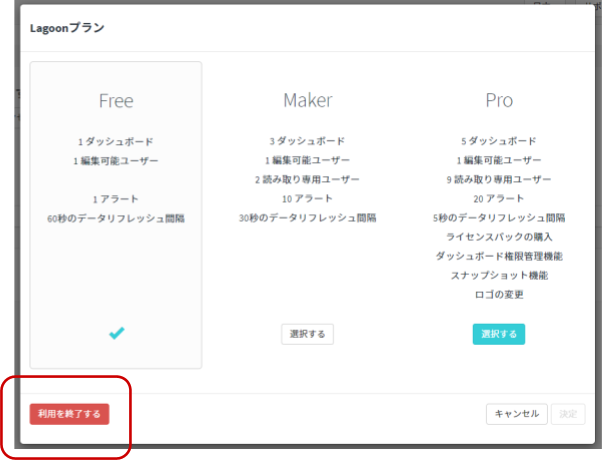 Lagoonプラン
Free
1 ダッシュボード
1 編集可能ユーザー
1 アラート
60秒のデータリフレッシュ間隔
Maker
3 ダッシュボード
1 編集可能ユーザー
2 読み取り専用ユーザー
10 アラート
30秒のデータリフレッシュ間隔
選択する
Pro
5 ダッシュボード
1 編集可能ユーザー
9 読み取り専用ユーザー
20 アラート
5秒のデータリフレッシュ間隔
ライセンスパックの購入
ダッシュボード権限管理機能
スナップショット機能
ロゴの変更
選択する
利用を終了する
キャンセル
決定